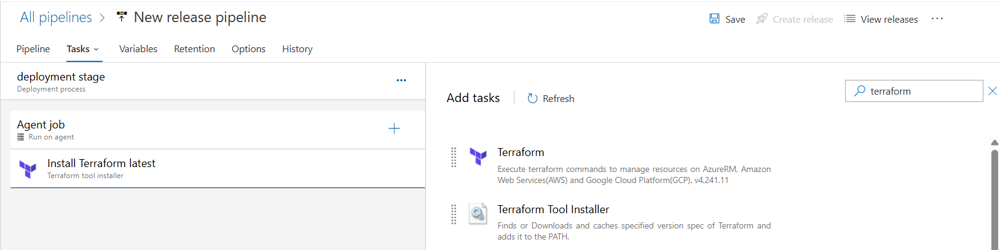 All pipelines > New release pipeline
Save Create release View releases ...
Pipeline Tasks Variables Retention Options History
deployment stage
Deployment process
Add tasks Refresh
terraform
Agent job
Run on agent
Install Terraform latest
Terraform tool installer
Terraform
Execute terraform commands to manage resources on AzureRM, Amazon
Web Services(AWS) and Google Cloud Platform(GCP). v4.241.11
Terraform Tool Installer
Finds or Downloads and caches specified version spec of Terraform and
adds it to the PATH.